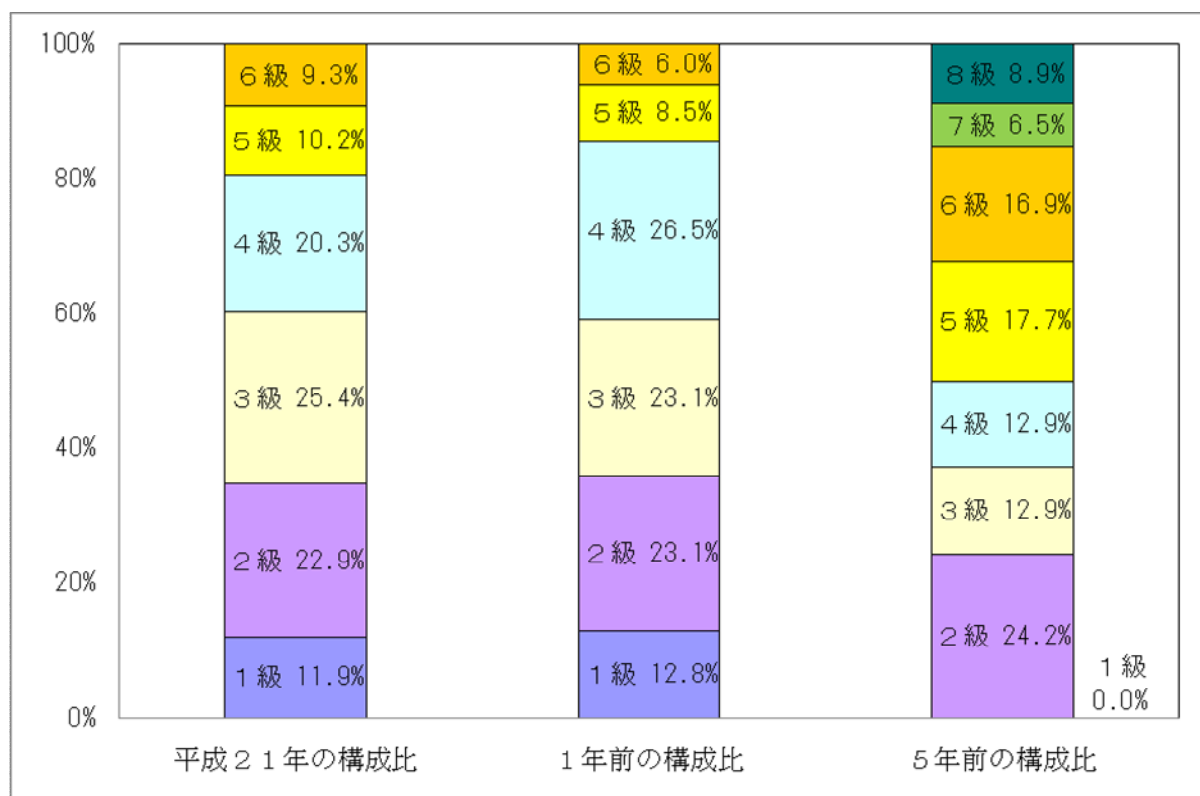 100%
80%
60%
40%
20%
0%
6級 9.3%
5級 10.2%
4級 20.3%
3級 25.4%
2級 22.9%
1級 11.9%
6級 6.0%
5級 8.5%
4級 26.5%
3級 23.1%
2級 23.1%
1級 12.8%
8級 8.9%
7級 6.5%
6級 16.9%
5級 17.7%
4級 12.9%
3級 12.9%
2級 24.2%
1級
0.0%
平成21年の構成比
1年前の構成比
5年前の構成比